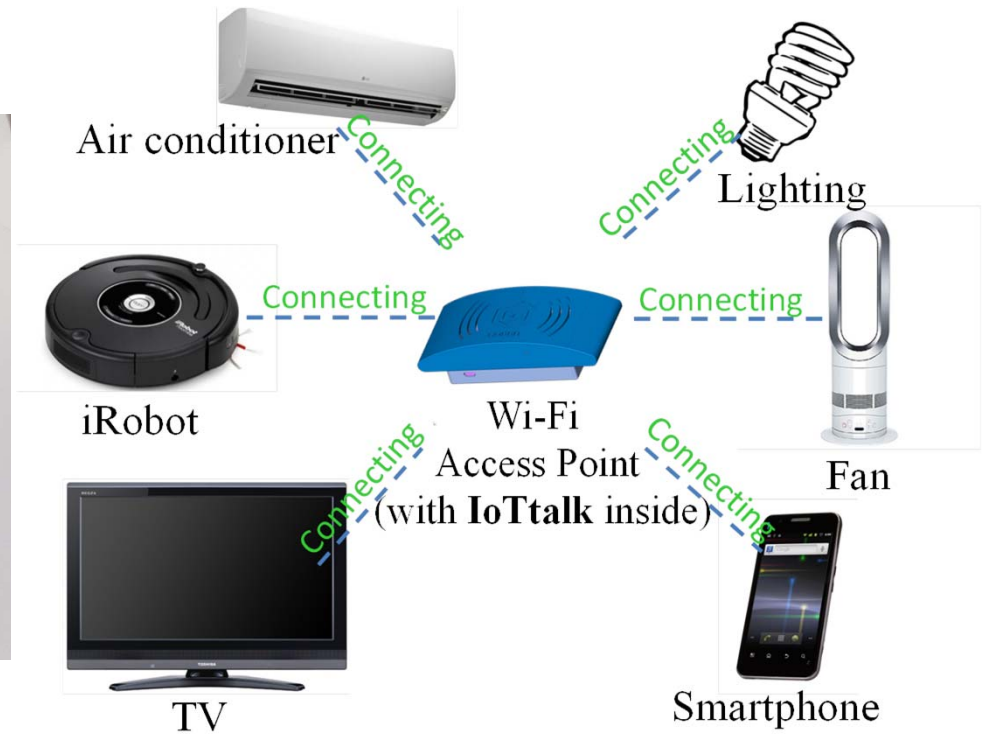 Air conditioner
Connecting
Connecting
Lighting
Connecting
Connecting
iRobot
Wi-Fi
Access Point
(with IoTtalk inside)
Fan
Connecting
Connecting
TOSHIBA
TV
Smartphone